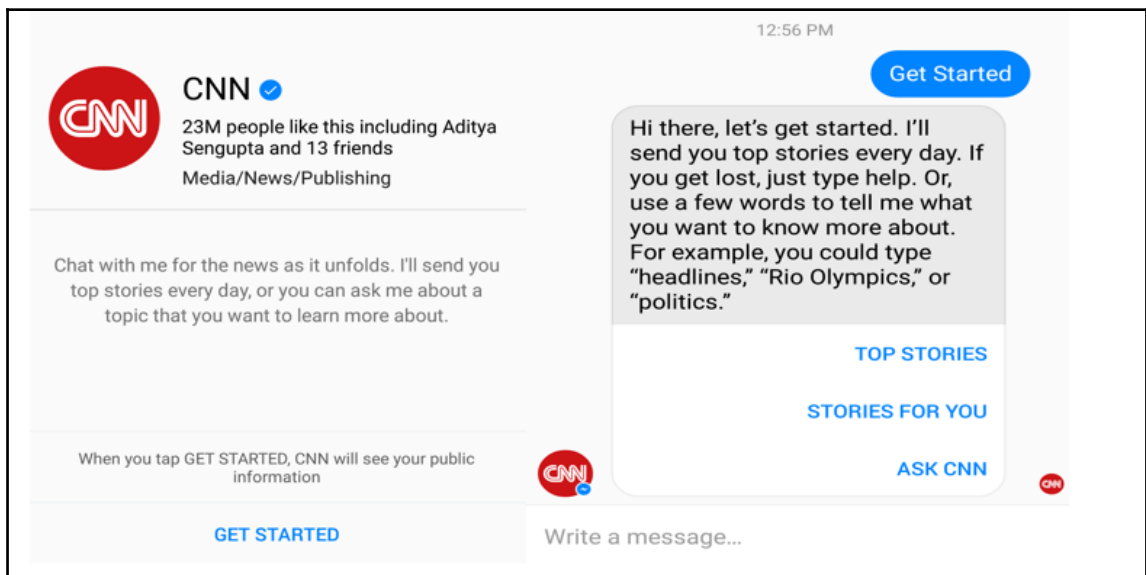 CNN
CNN
23M people like this including Aditya
Sengupta and 13 friends
Media/News/Publishing
Chat with me for the news as it unfolds. I'll send you
top stories every day, or you can ask me about a
topic that you want to learn more about.
When you tap GET STARTED, CNN will see your public
information
GET STARTED
12:56 PM
Get Started
Hi there, let’s get started. I’ll
send you top stories every day. If
you get lost, just type help. Or,
use a few words to tell me what
you want to know more about.
For example, you could type
“headlines,” “Rio Olympics,” or
“politics.”
TOP STORIES
STORIES FOR YOU
ASK CNN
CNN
CNN
Write a message...